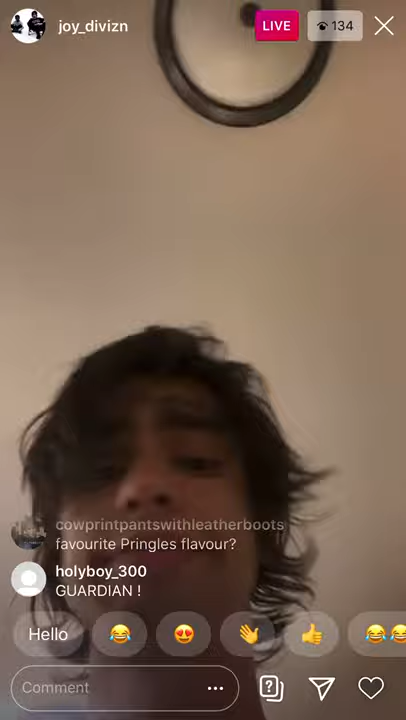 joy_divizn
LIVE
134
cowprintpantswithleatherboots
favourite Pringles flavour?
holyboy_300
GUARDIAN !
Hello
Comment